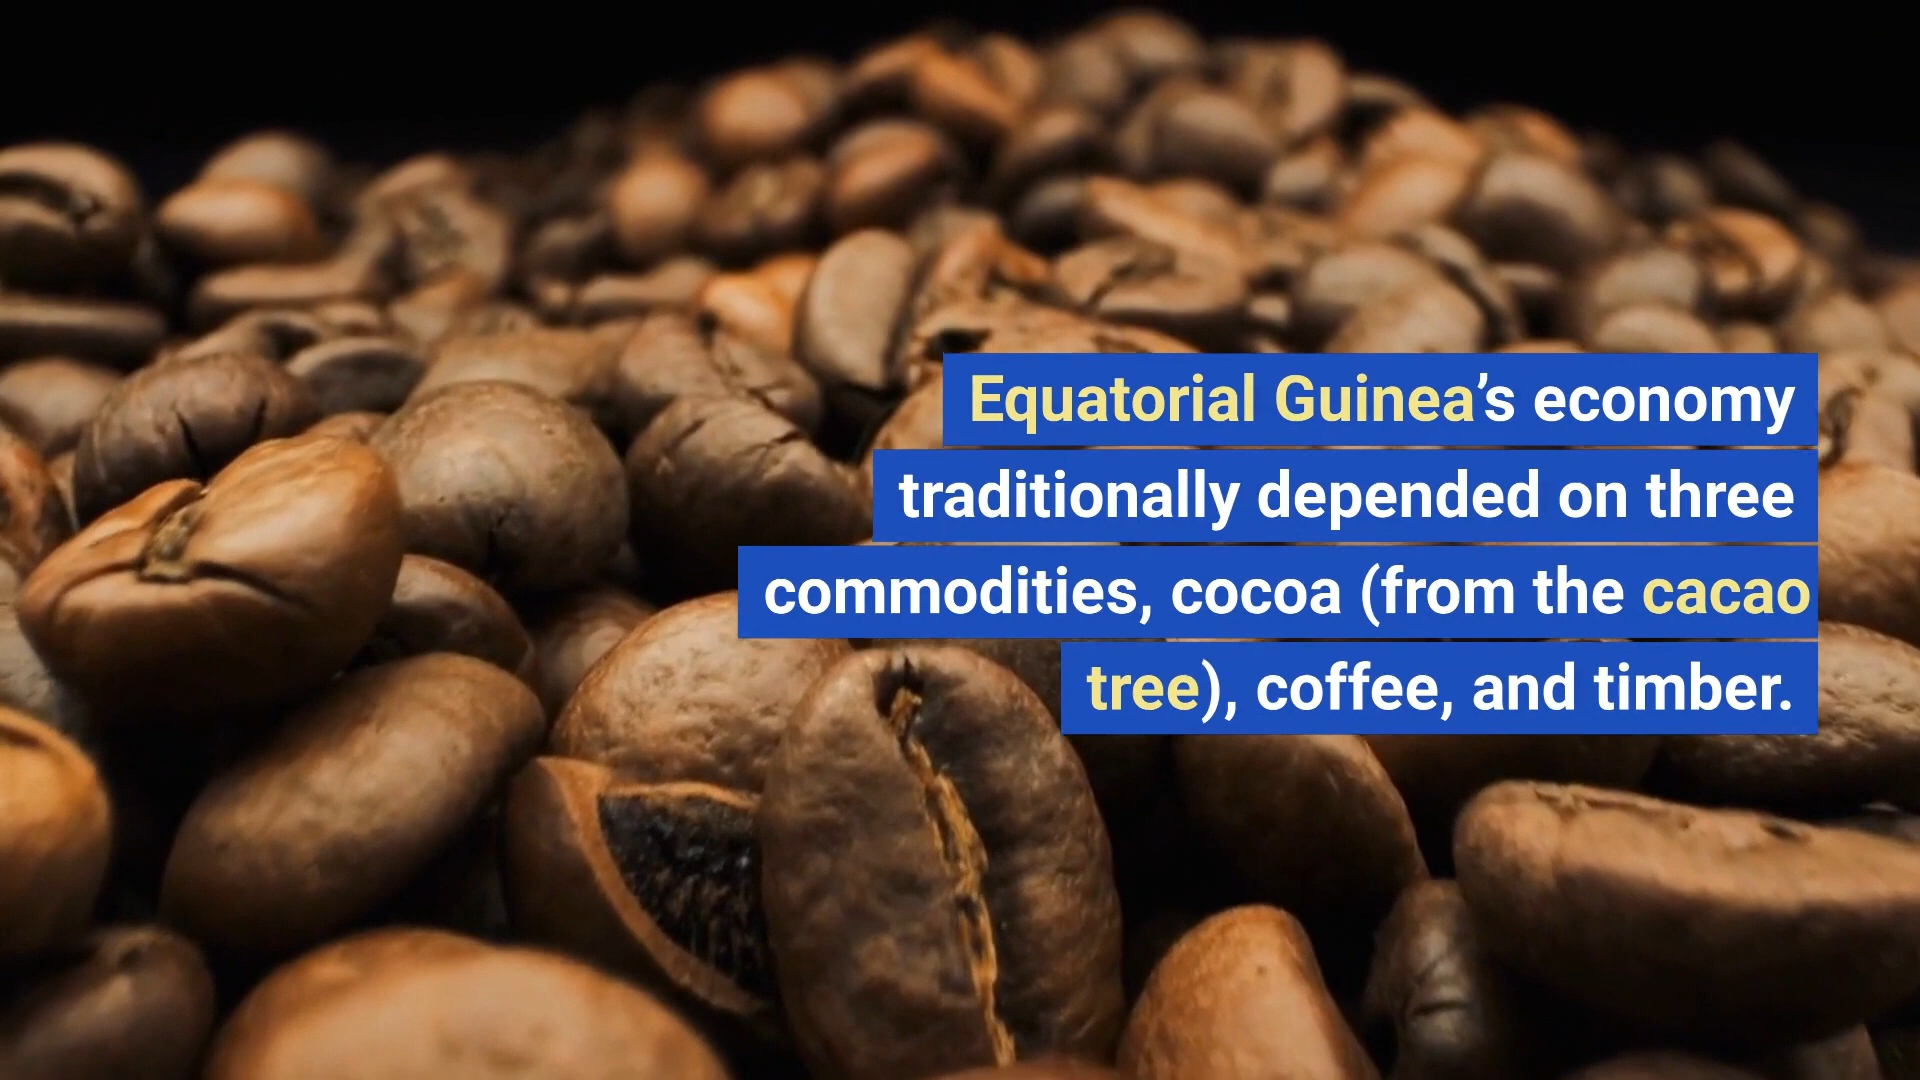 Equatorial Guinea’s economy
traditionally depended on three
commodities, cocoa (from the cacao
tree), coffee, and timber.